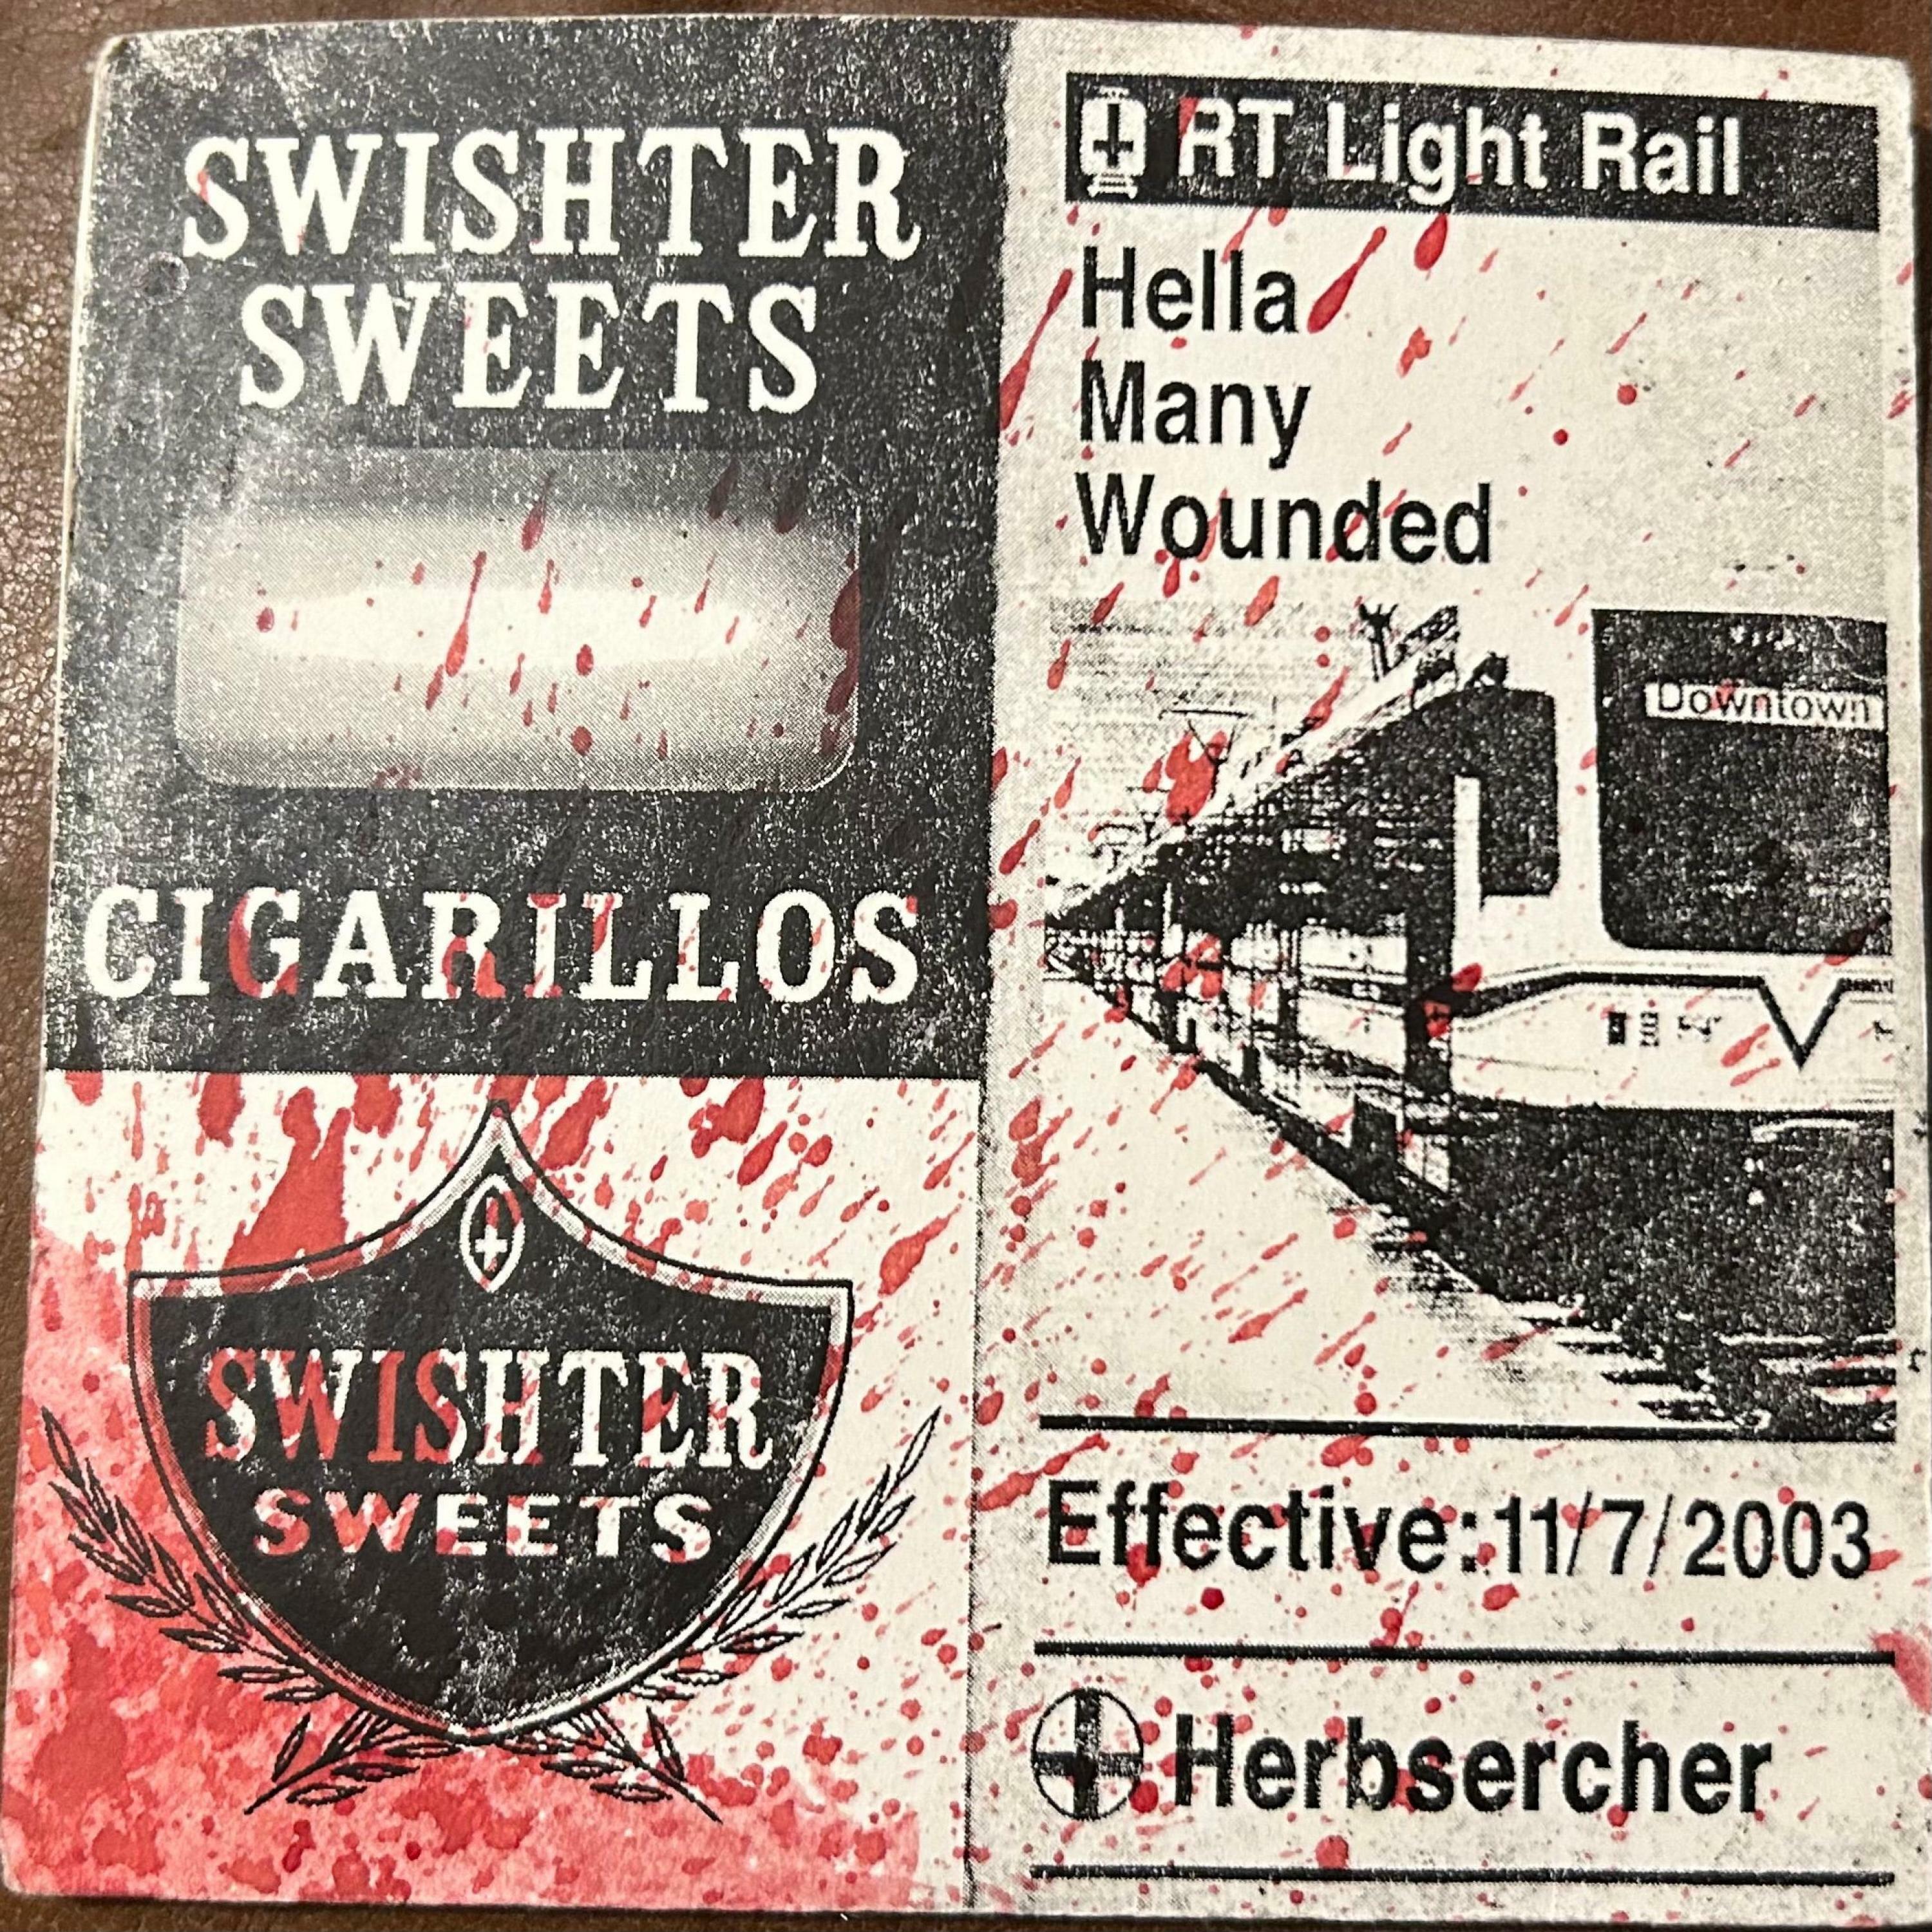 SWISHTER
SWEETS
CIGARILLOS
SWISHTER
SWEETS
RT Light Rail
Hella
Many
Wounded
Downtown
Effective:11/7/2003
Herbsercher